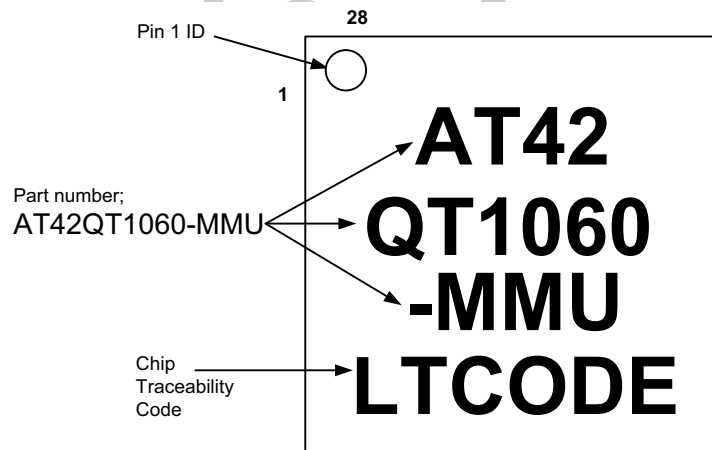 28
Pin 1 ID
1
AT42
Part number;
AT42QT1060-MMU
QT1060
-MMU
Chip
Traceability
Code
LTCODE